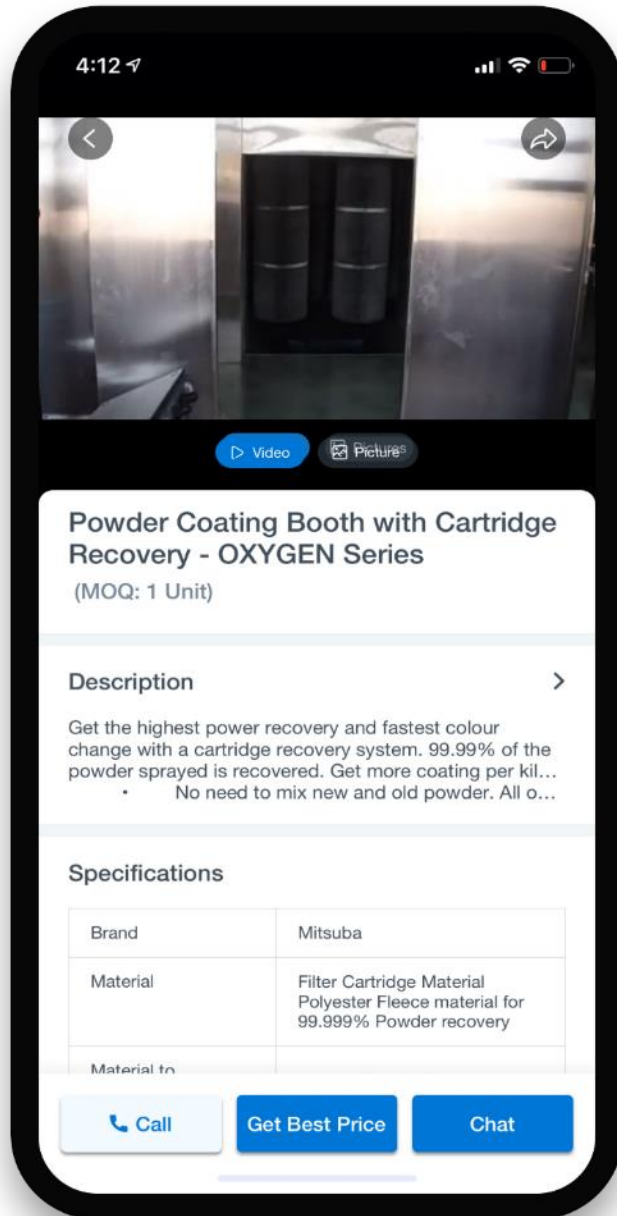 4:12
Video
Pictures
Picture
Powder Coating Booth with Cartridge
Recovery - OXYGEN Series
(MOQ: 1 Unit)
Description
Get the highest power recovery and fastest colour
change with a cartridge recovery system. 99.99% of the
powder sprayed is recovered. Get more coating per kil...
• No need to mix new and old powder. All o...
Specifications
Brand Mitsuba
Material Filter Cartridge Material
Polyester Fleece material for
99.999% Powder recovery
Material to
Call Get Best Price Chat